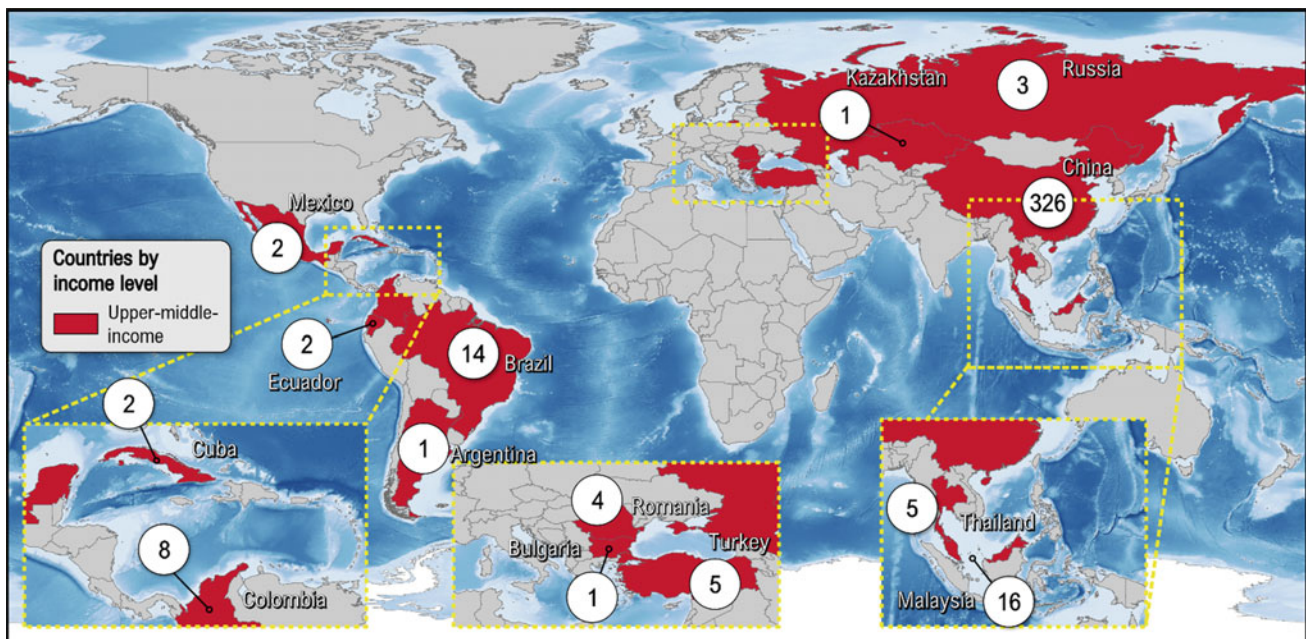 Kazakhstan
1
3
Russia
China
326
Mexico
2
Countries by
income level
Upper-middle-
income
2
Ecuador
14
Brazil
1
Argentina
2
Cuba
8
Colombia
4
Romania
Bulgaria
1
Turkey
5
5
Thailand
Malaysia
16